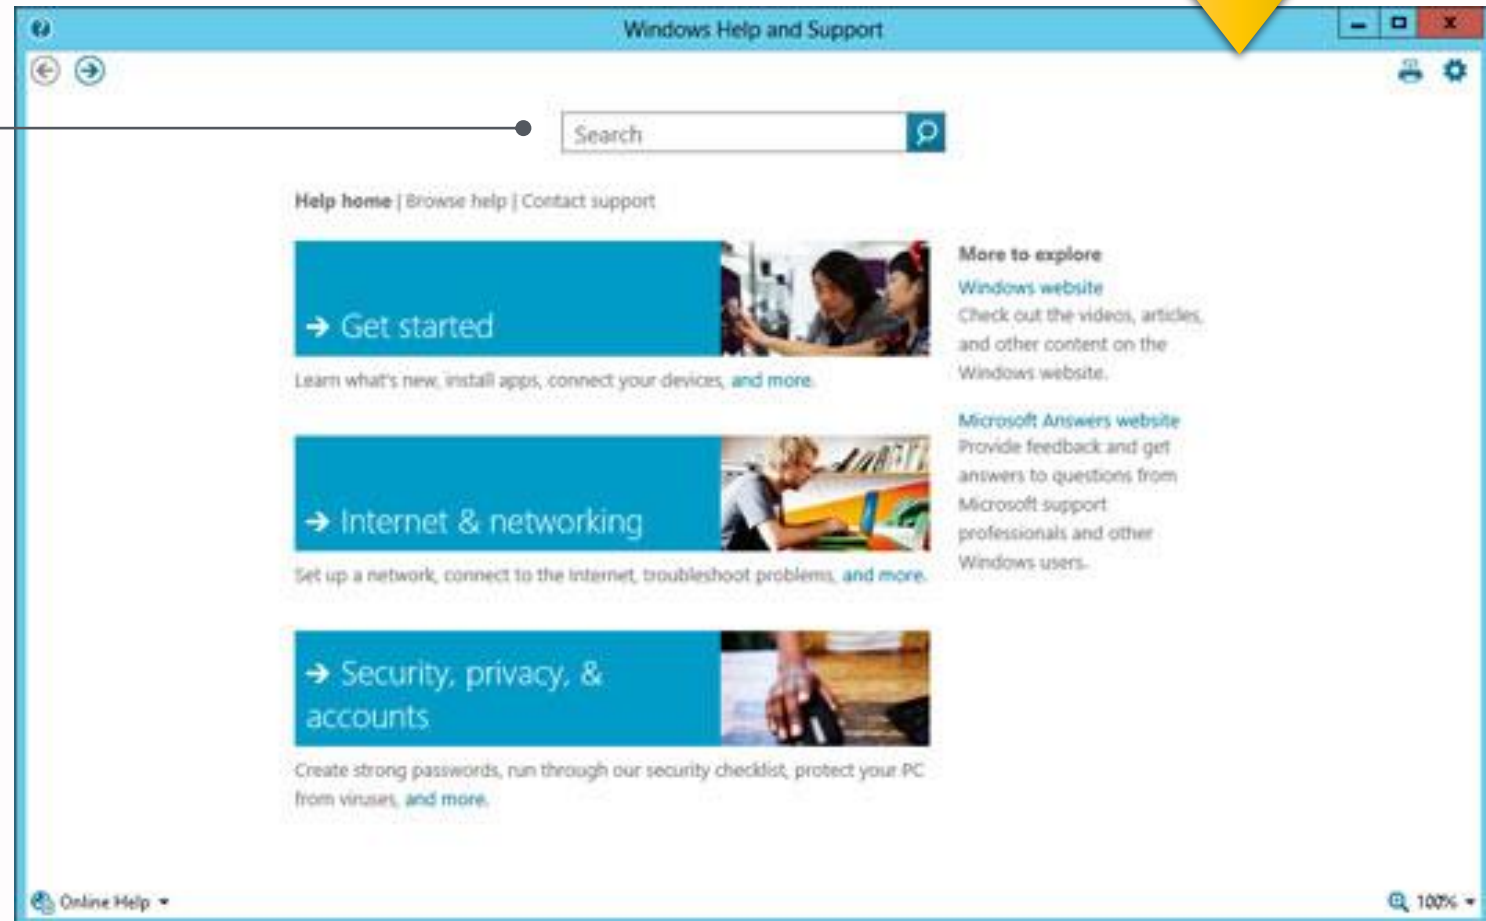 Windows Help and Support
Search
Help home | Browse help | Contact support
→ Get started
Learn what's new, install apps, connect your devices, and more.
→ Internet & networking
Set up a network, connect to the Internet, troubleshoot problems, and more.
→ Security, privacy, &
accounts
Create strong passwords, run through our security checklist, protect your PC
from viruses, and more.
More to explore
Windows website
Check out the videos, articles,
and other content on the
Windows website.
Microsoft Answers website
Provide feedback and get
answers to questions from
Microsoft support
professionals and other
Windows users.
Online Help
100%